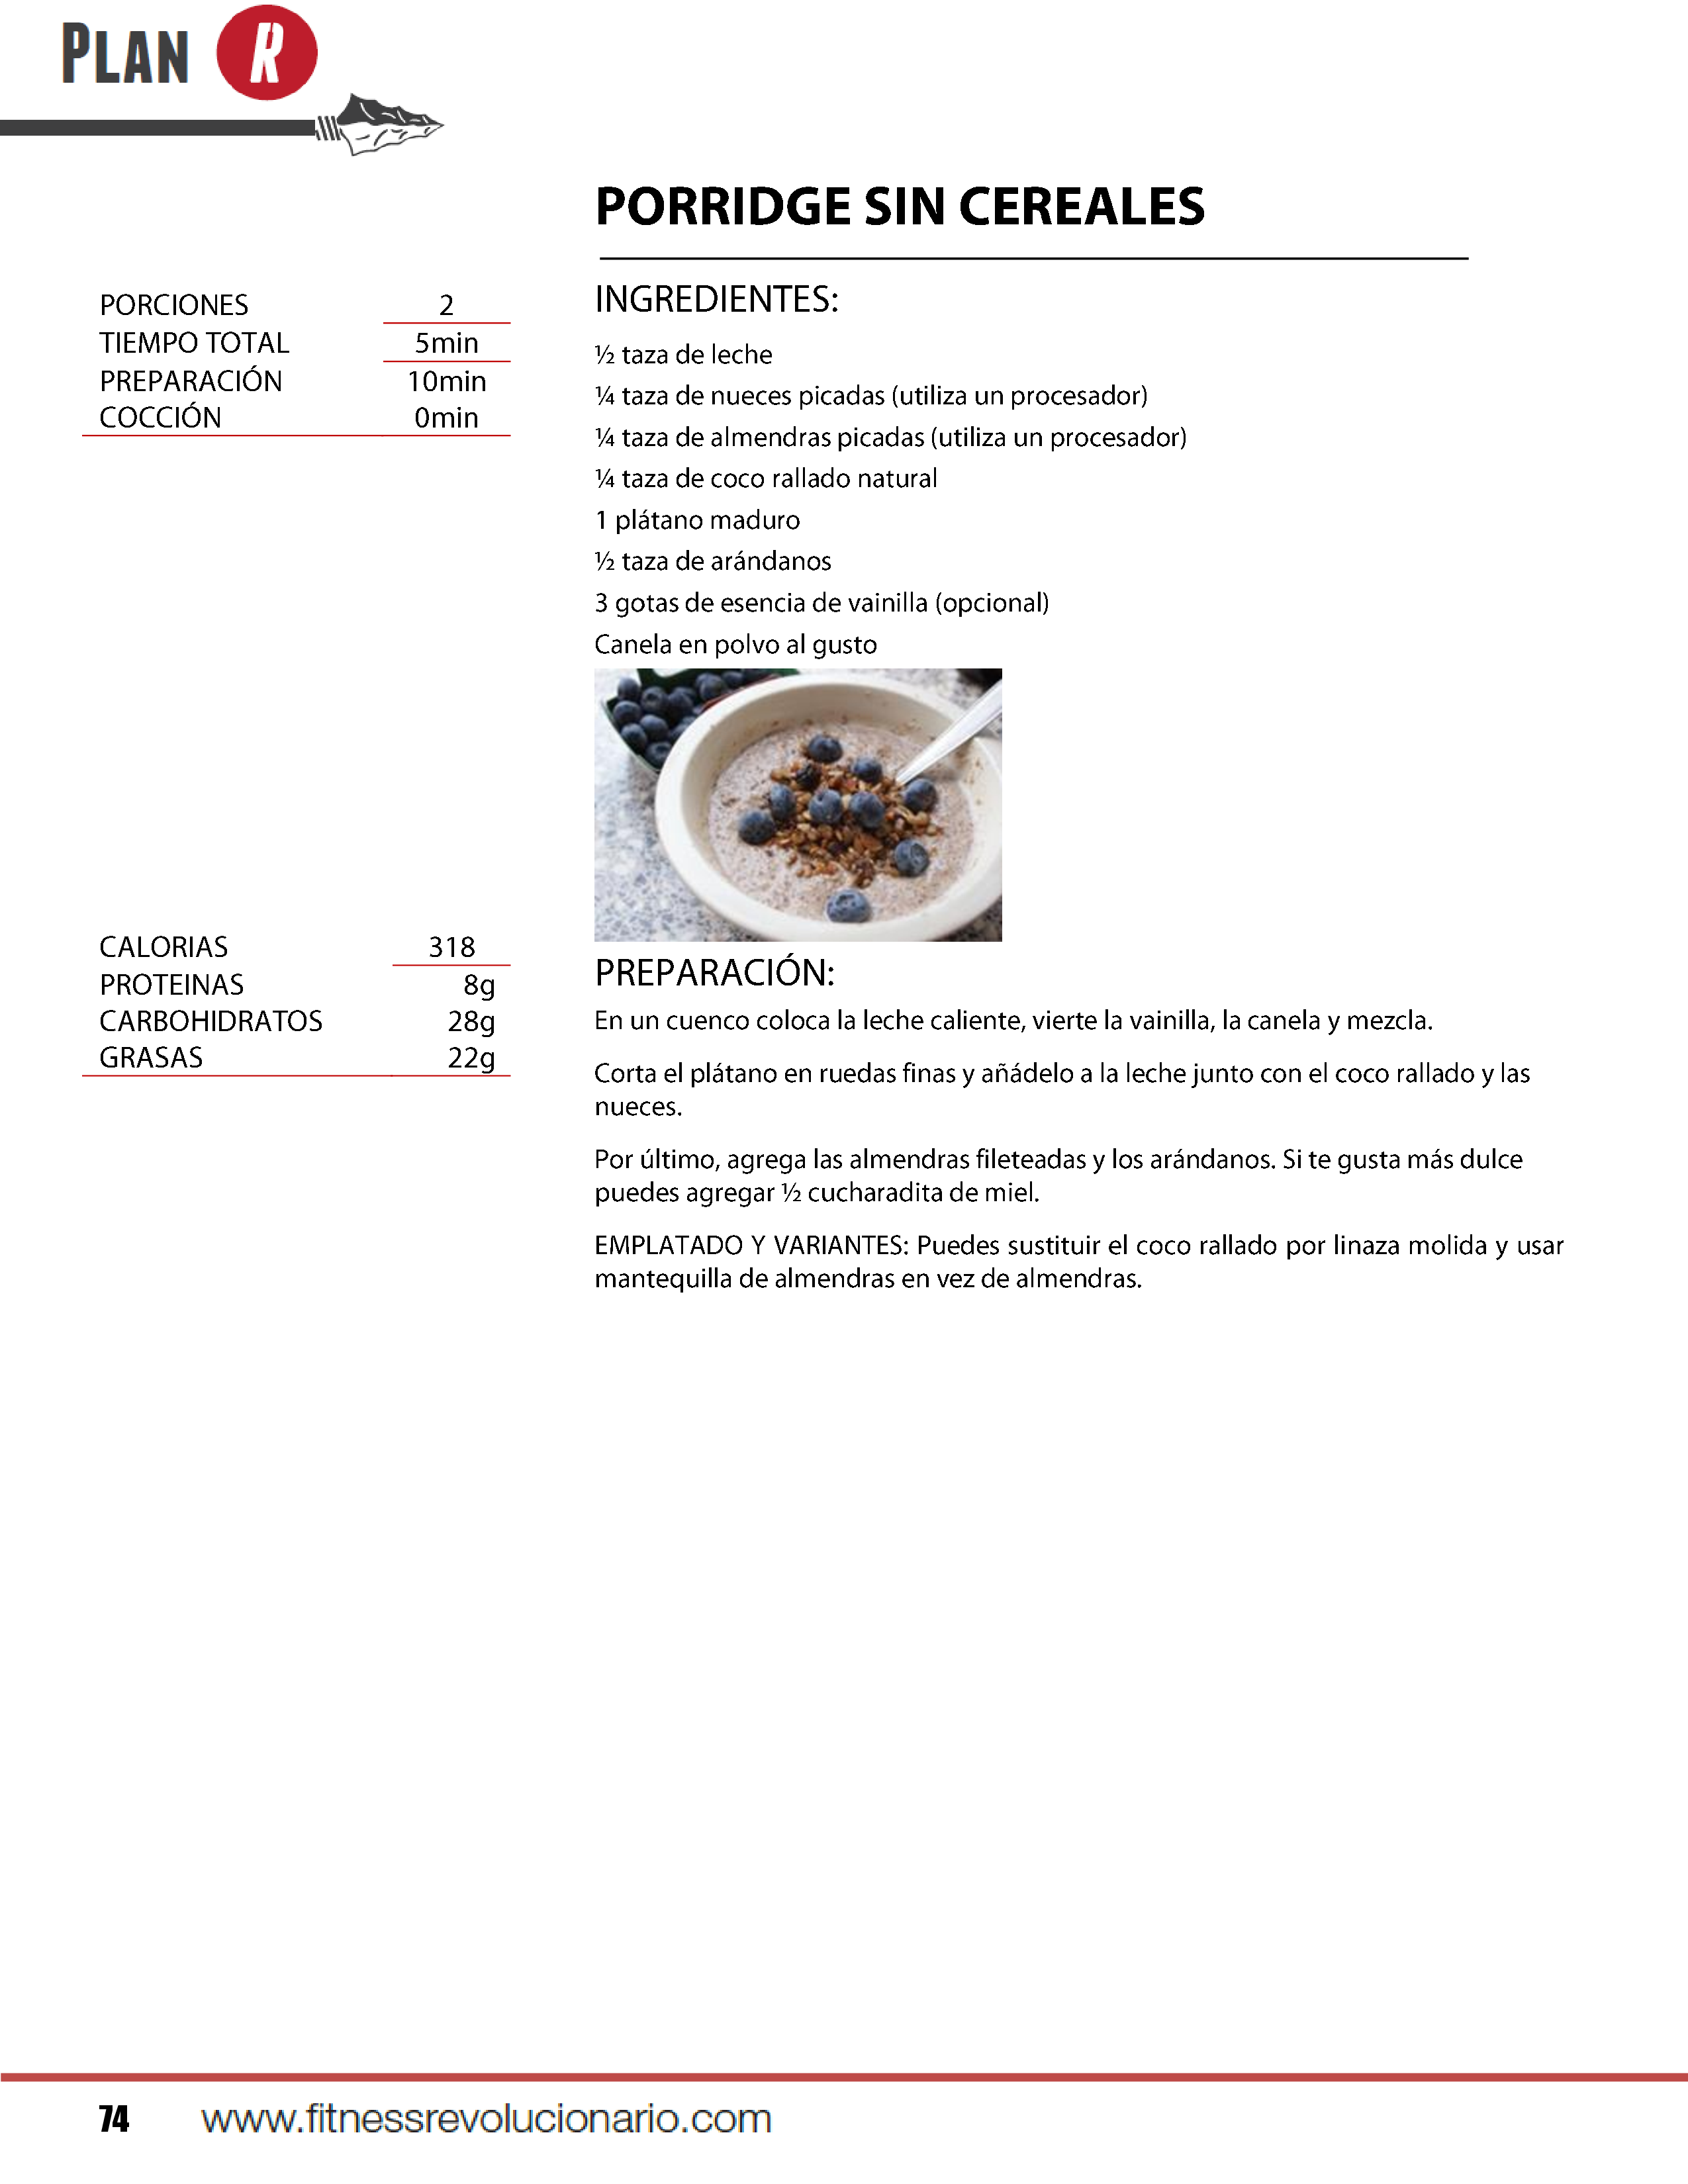 PLAN R
PORRIDGE SIN CEREALES
PORCIONES 2
TIEMPO TOTAL 5min
PREPARACIÓN 10min
COCCIÓN 0min
INGREDIENTES:
½ taza de leche
¼ taza de nueces picadas (utiliza un procesador)
¼ taza de almendras picadas (utiliza un procesador)
¼ taza de coco rallado natural
1 plátano maduro
½ taza de arándanos
3 gotas de esencia de vainilla (opcional)
Canela en polvo al gusto
CALORIAS 318
PROTEINAS 8g
CARBOHIDRATOS 28g
GRASAS 22g
PREPARACIÓN:
En un cuenco coloca la leche caliente, vierte la vainilla, la canela y mezcla.
Corta el plátano en ruedas finas y añádelo a la leche junto con el coco rallado y las
nueces.
Por último, agrega las almendras fileteadas y los arándanos. Si te gusta más dulce
puedes agregar ½ cucharadita de miel.
EMPLATADO Y VARIANTES: Puedes sustituir el coco rallado por linaza molida y usar
mantequilla de almendras en vez de almendras.
74 www.fitnessrevolucionario.com